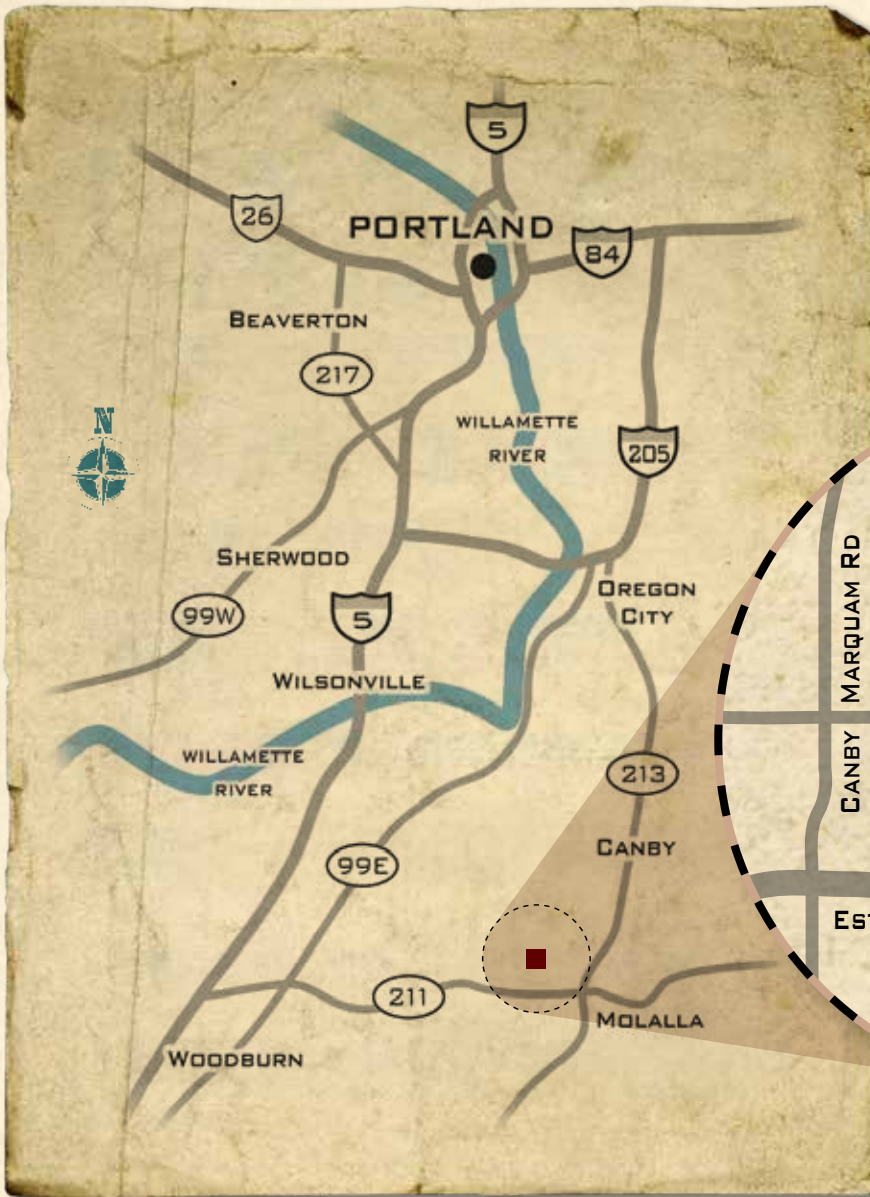 5
26
PORTLAND
84
BEAVERTON
217
N
WILLAMETTE
RIVER
205
SHERWOOD
OREGON
CITY
99W
5
MARQUAM RD
CANBY
WILSONVILLE
WILLAMETTE
RIVER
213
CANBY
99E
211
MOLALLA
WOODBURN